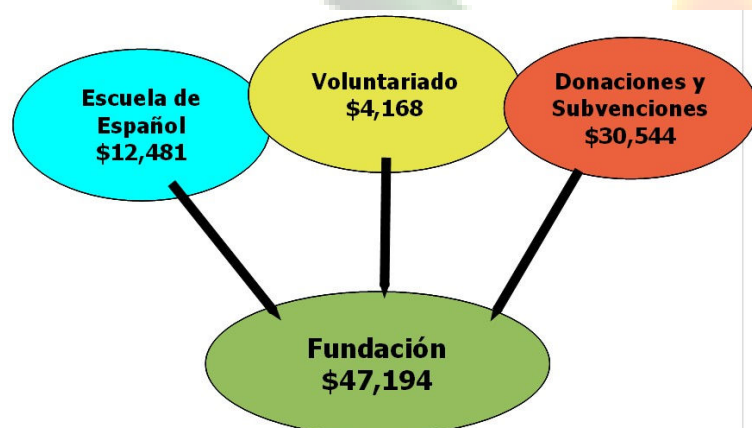 Escuela de
Español
$12,481
Voluntariado
$4,168
Donaciones y
Subvenciones
$30,544
Fundación
$47,194